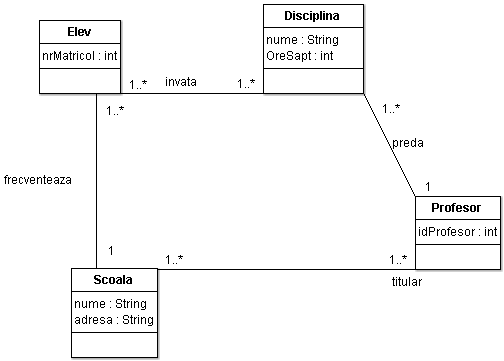 Disciplina
nume : String
OreSapt : int
Elev
nrMatricol : int
1..*
invata
1..*
1..*
1..*
preda
frecventeaza
1
Profesor
idProfesor : int
1
1..*
1..*
titular
Scoala
nume : String
adresa : String